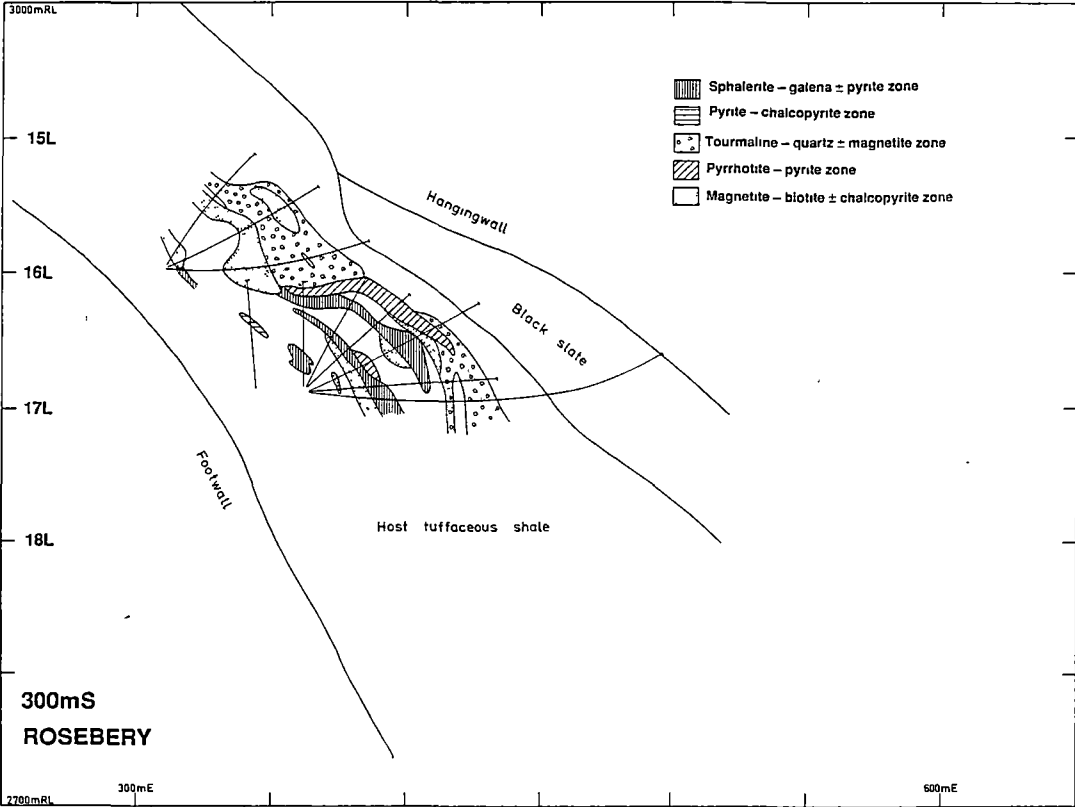 3000mRL
Sphalerite – galena ± pyrite zone
Pyrite – chalcopyrite zone
15L
Tourmaline – quartz ± magnetite zone
Pyrrhotite – pyrite zone
Magnetite – biotite ± chalcopyrite zone
Hangingwall
16L
Black slate
17L
Footwall
Host tuffaceous shale
18L
300mS
ROSEBERY
300mE
600mE
2700mRL